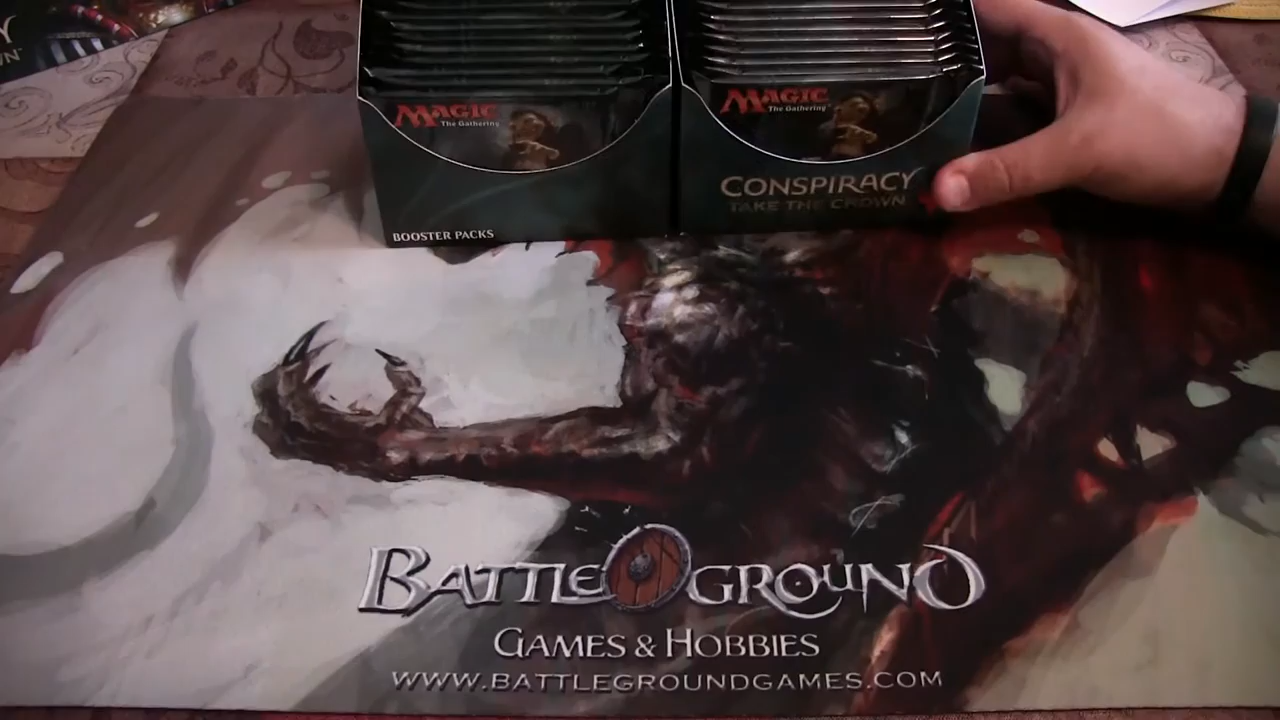 MAGIC
The Gathering
MAGIC
The Gathering
CONSPIRACY
TAKE THE CROWN
BOOSTER PACKS
BATTLEGROUND
GAMES & HOBBIES
WWW.BATTLEGROUNDGAMES.COM